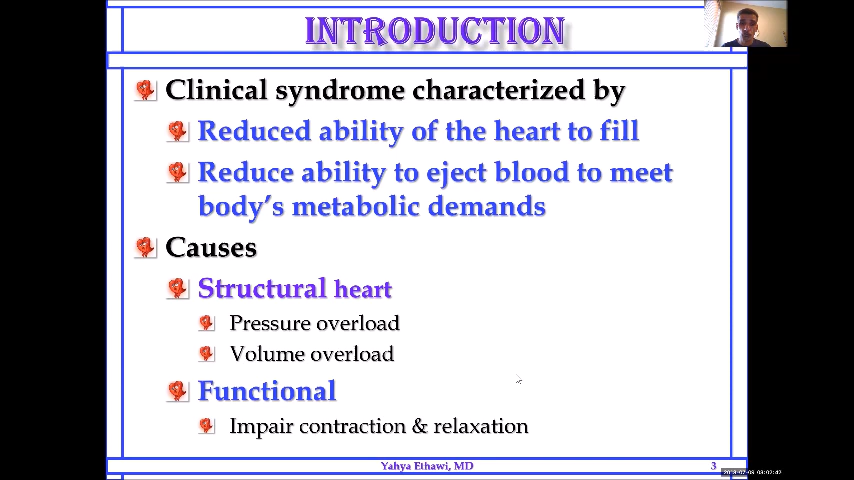 INTRODUCTION
Clinical syndrome characterized by
Reduced ability of the heart to fill
Reduce ability to eject blood to meet
body's metabolic demands
Causes
Structural heart
Pressure overload
Volume overload
Functional
Impair contraction & relaxation
Yahya Ethawi, MD
3